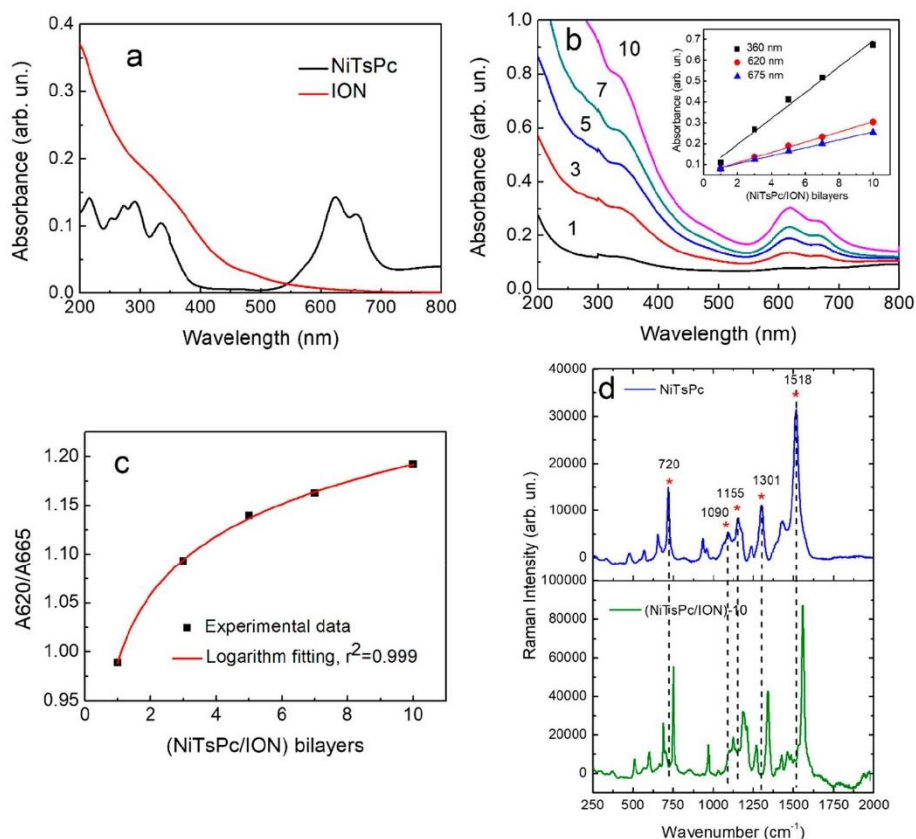 a
NiTsPc
ION
Absorbance (arb. un.)
0.4
0.3
0.2
0.1
0.0
200 300 400 500 600 700 800
Wavelength (nm)
b
10
7
5
3
1
Absorbance (arb. un.)
1.0
0.8
0.6
0.4
0.2
0.0
200 300 400 500 600 700 800
Wavelength (nm)
360 nm
620 nm
675 nm
Absorbance (arb. un.)
0.7
0.6
0.5
0.4
0.3
0.2
0.1
0 2 4 6 8 10
(NiTsPc/ION) bilayers
c
A620/A665
1.20
1.15
1.10
1.05
1.00
0.95
Experimental data
Logarithm fitting, r²=0.999
0 2 4 6 8 10
(NiTsPc/ION) bilayers
d
NiTsPc
1518
720
1090
1155
1301
Raman Intensity (arb. un.)
40000
30000
20000
10000
0
(NiTsPc/ION)-10
100000
80000
60000
40000
20000
0
250 500 750 1000 1250 1500 1750 2000
Wavenumber (cm⁻¹)